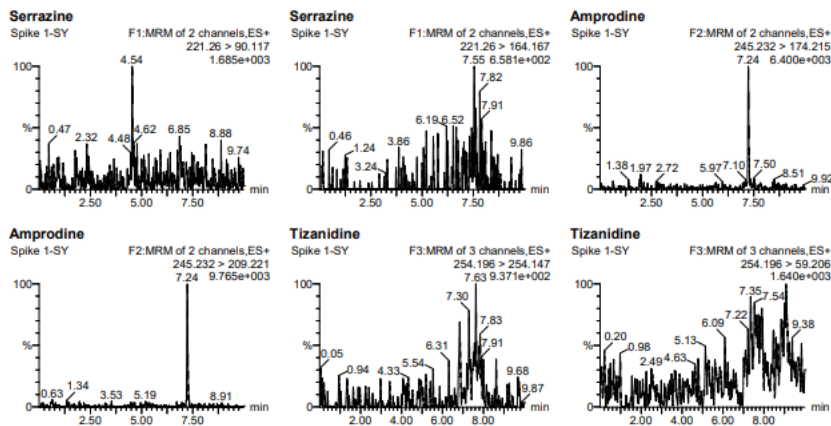 Serrazine
Spike 1-SY
F1:MRM of 2 channels,ES+
221.26 > 90.117
1.685e+003
100
%
4.54
0.47
2.32
4.48
4.62
6.85
8.88
9.74
2.50
5.00
7.50
min
Serrazine
Spike 1-SY
F1:MRM of 2 channels,ES+
221.26 > 164.167
6.581e+002
100
%
7.55
7.82
7.91
6.19
6.52
0.46
1.24
3.24
3.86
9.86
2.50
5.00
7.50
min
Amprodine
Spike 1-SY
F2:MRM of 2 channels,ES+
245.232 > 174.215
6.400e+003
100
%
7.24
1.38
1.97
2.72
5.97
7.10
7.50
8.51
9.92
2.50
5.00
7.50
min
Amprodine
Spike 1-SY
F2:MRM of 2 channels,ES+
245.232 > 209.221
9.765e+003
100
%
7.24
0.63
1.34
3.53
5.19
8.91
2.50
5.00
7.50
min
Tizanidine
Spike 1-SY
F3:MRM of 3 channels,ES+
254.196 > 254.147
9.371e+002
100
%
7.63
7.30
7.83
7.91
6.31
0.05
0.94
4.33
5.54
9.68
9.87
2.00
4.00
6.00
8.00
min
Tizanidine
Spike 1-SY
F3:MRM of 3 channels,ES+
254.196 > 59.206
1.640e+003
100
%
7.35
7.54
7.22
6.09
5.13
0.20
0.98
2.49
4.63
9.38
2.00
4.00
6.00
8.00
min